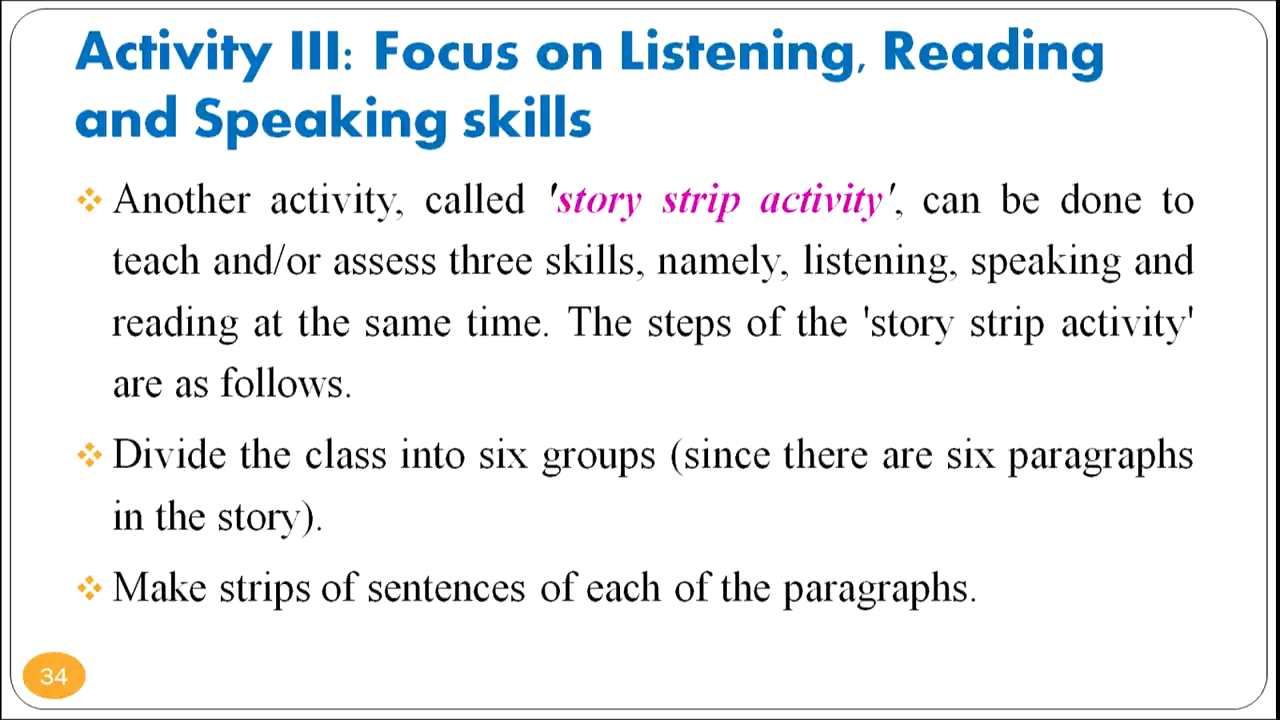 Activity III: Focus on Listening, Reading
and Speaking skills
Another activity, called 'story strip activity', can be done to
teach and/or assess three skills, namely, listening, speaking and
reading at the same time. The steps of the 'story strip activity'
are as follows.
Divide the class into six groups (since there are six paragraphs
in the story).
Make strips of sentences of each of the paragraphs.
34